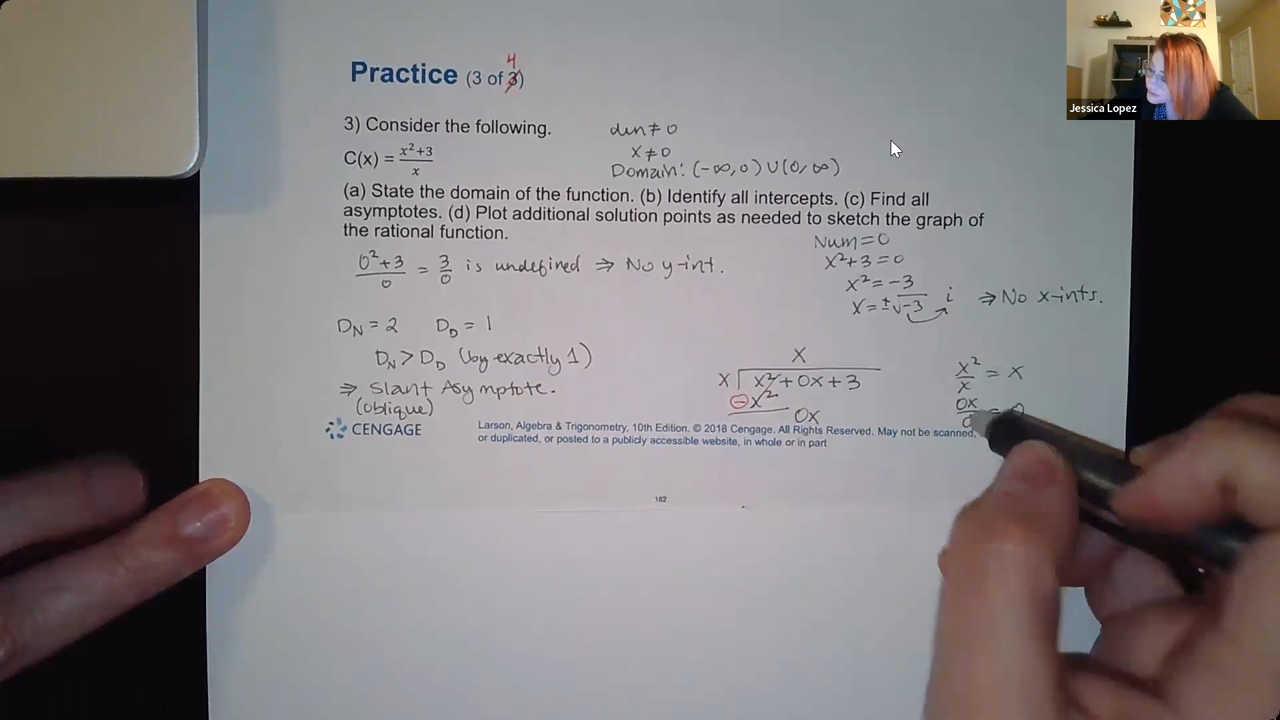 Jessica Lopez
4
Practice (3 of 3)
3) Consider the following.
den ≠ 0
x ≠ 0
C(x) = x²+3 / x
Domain: (-∞, 0) ∪ (0, ∞)
(a) State the domain of the function. (b) Identify all intercepts. (c) Find all
asymptotes. (d) Plot additional solution points as needed to sketch the graph of
the rational function.
0²+3 / 0 = 3/0 is undefined ⇒ No y-int.
Num = 0
x²+3=0
x² = -3
x = ±√-3 i ⇒ No x-ints.
D_N = 2 D_D = 1
D_N > D_D (by exactly 1)
⇒ Slant Asymptote.
(oblique)
x
x x²+0x+3
⊖x²
0x
x²/x = x
0x
CENGAGE
Larson, Algebra & Trigonometry, 10th Edition. © 2018 Cengage. All Rights Reserved. May not be scanned,
or duplicated, or posted to a publicly accessible website, in whole or in part
182